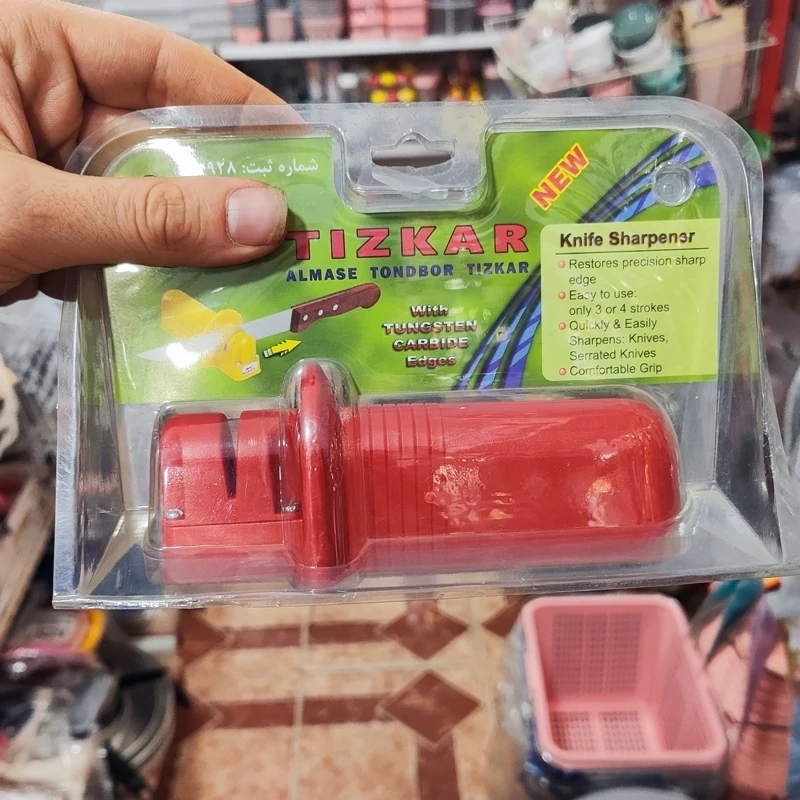 شماره ثبت:
NEW
TIZKAR
ALMASE TONDBOR TIZKAR
With
TUNGSTEN
CARBIDE
Edges
Knife Sharpener
Restores precision sharp
edge
Easy to use:
only 3 or 4 strokes
Quickly & Easily
Sharpens: Knives,
Serrated Knives
Comfortable Grip